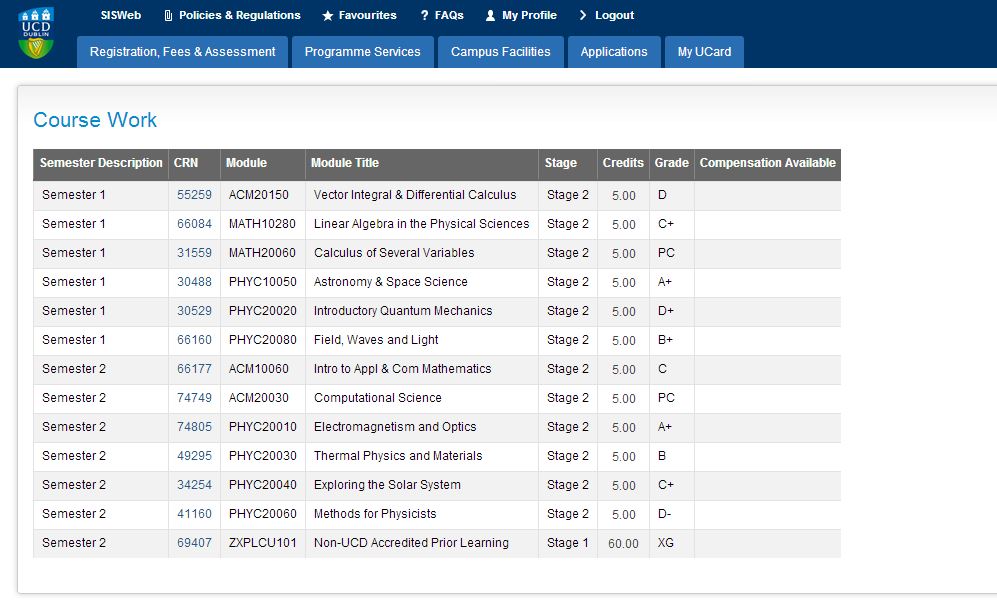 UCD
DUBLIN
SISWeb Policies & Regulations Favourites ? FAQs My Profile Logout
Registration, Fees & Assessment Programme Services Campus Facilities Applications My UCard
Course Work
Semester Description CRN Module Module Title Stage Credits Grade Compensation Available
Semester 1 55259 ACM20150 Vector Integral & Differential Calculus Stage 2 5.00 D
Semester 1 66084 MATH10280 Linear Algebra in the Physical Sciences Stage 2 5.00 C+
Semester 1 31559 MATH20060 Calculus of Several Variables Stage 2 5.00 PC
Semester 1 30488 PHYC10050 Astronomy & Space Science Stage 2 5.00 A+
Semester 1 30529 PHYC20020 Introductory Quantum Mechanics Stage 2 5.00 D+
Semester 1 66160 PHYC20080 Field, Waves and Light Stage 2 5.00 B+
Semester 2 66177 ACM10060 Intro to Appl & Com Mathematics Stage 2 5.00 C
Semester 2 74749 ACM20030 Computational Science Stage 2 5.00 PC
Semester 2 74805 PHYC20010 Electromagnetism and Optics Stage 2 5.00 A+
Semester 2 49295 PHYC20030 Thermal Physics and Materials Stage 2 5.00 B
Semester 2 34254 PHYC20040 Exploring the Solar System Stage 2 5.00 C+
Semester 2 41160 PHYC20060 Methods for Physicists Stage 2 5.00 D-
Semester 2 69407 ZXPLCU101 Non-UCD Accredited Prior Learning Stage 1 60.00 XG